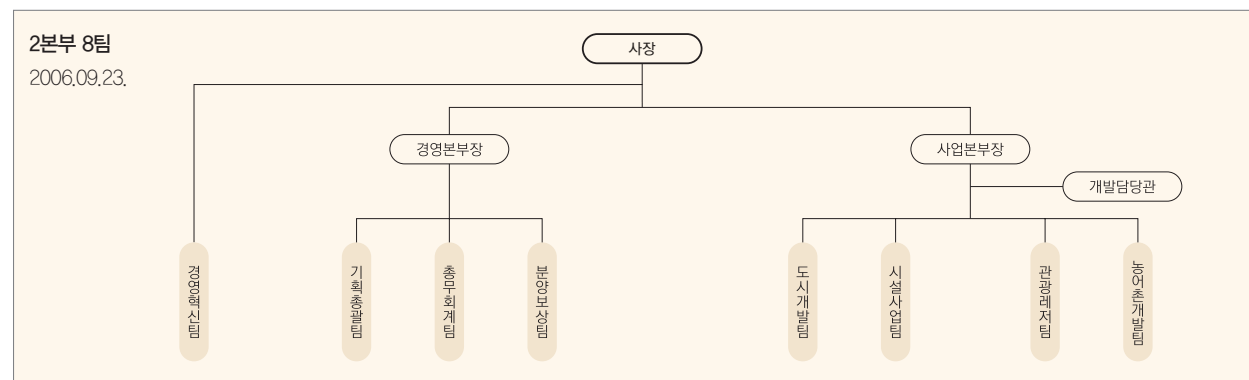 2본부 8팀
2006.09.23.
사장
경영본부장
사업본부장
개발담당관
경영혁신팀
기획총괄팀
총무회계팀
분양보상팀
도시개발팀
시설사업팀
관광레저팀
농어촌개발팀